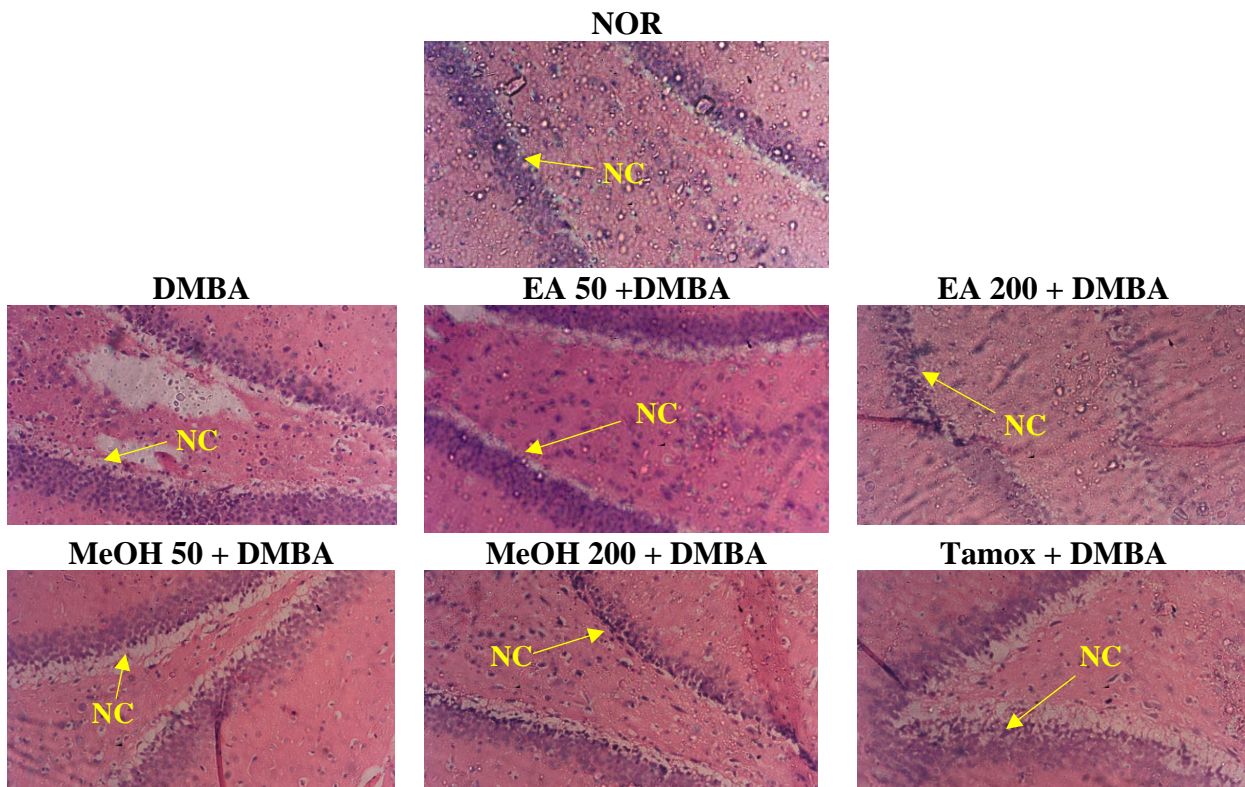 NOR
NC
DMBA
EA 50 +DMBA
EA 200 + DMBA
NC
NC
NC
MeOH 50 + DMBA
MeOH 200 + DMBA
Tamox + DMBA
NC
NC
NC